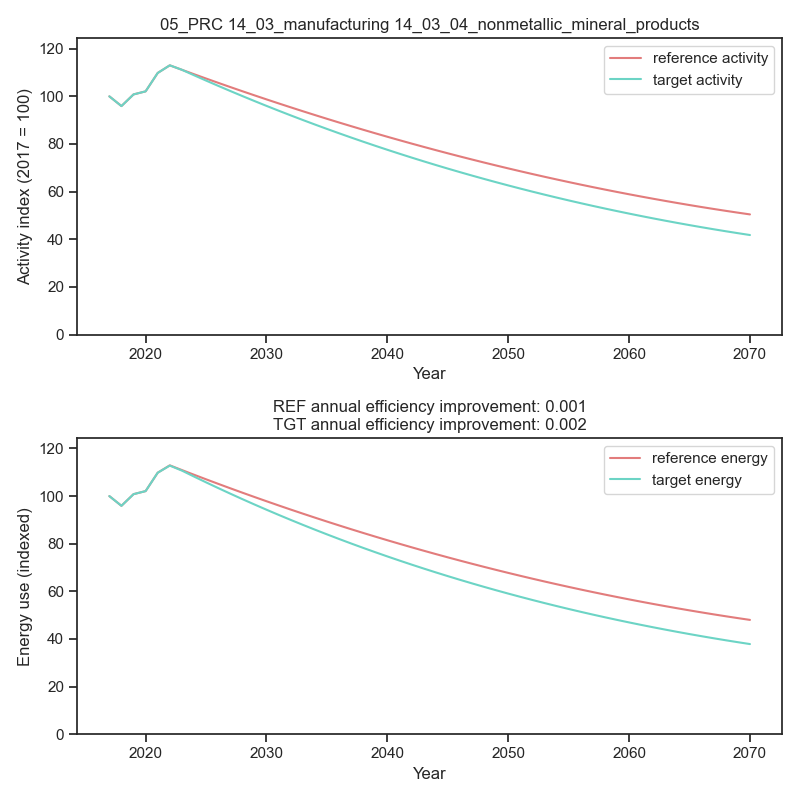 05_PRC 14_03_manufacturing 14_03_04_nonmetallic_mineral_products
120
100
80
60
40
20
0
Activity index (2017 = 100)
reference activity
target activity
2020 2030 2040 2050 2060 2070
Year
REF annual efficiency improvement: 0.001
TGT annual efficiency improvement: 0.002
120
100
80
60
40
20
0
Energy use (indexed)
reference energy
target energy
2020 2030 2040 2050 2060 2070
Year